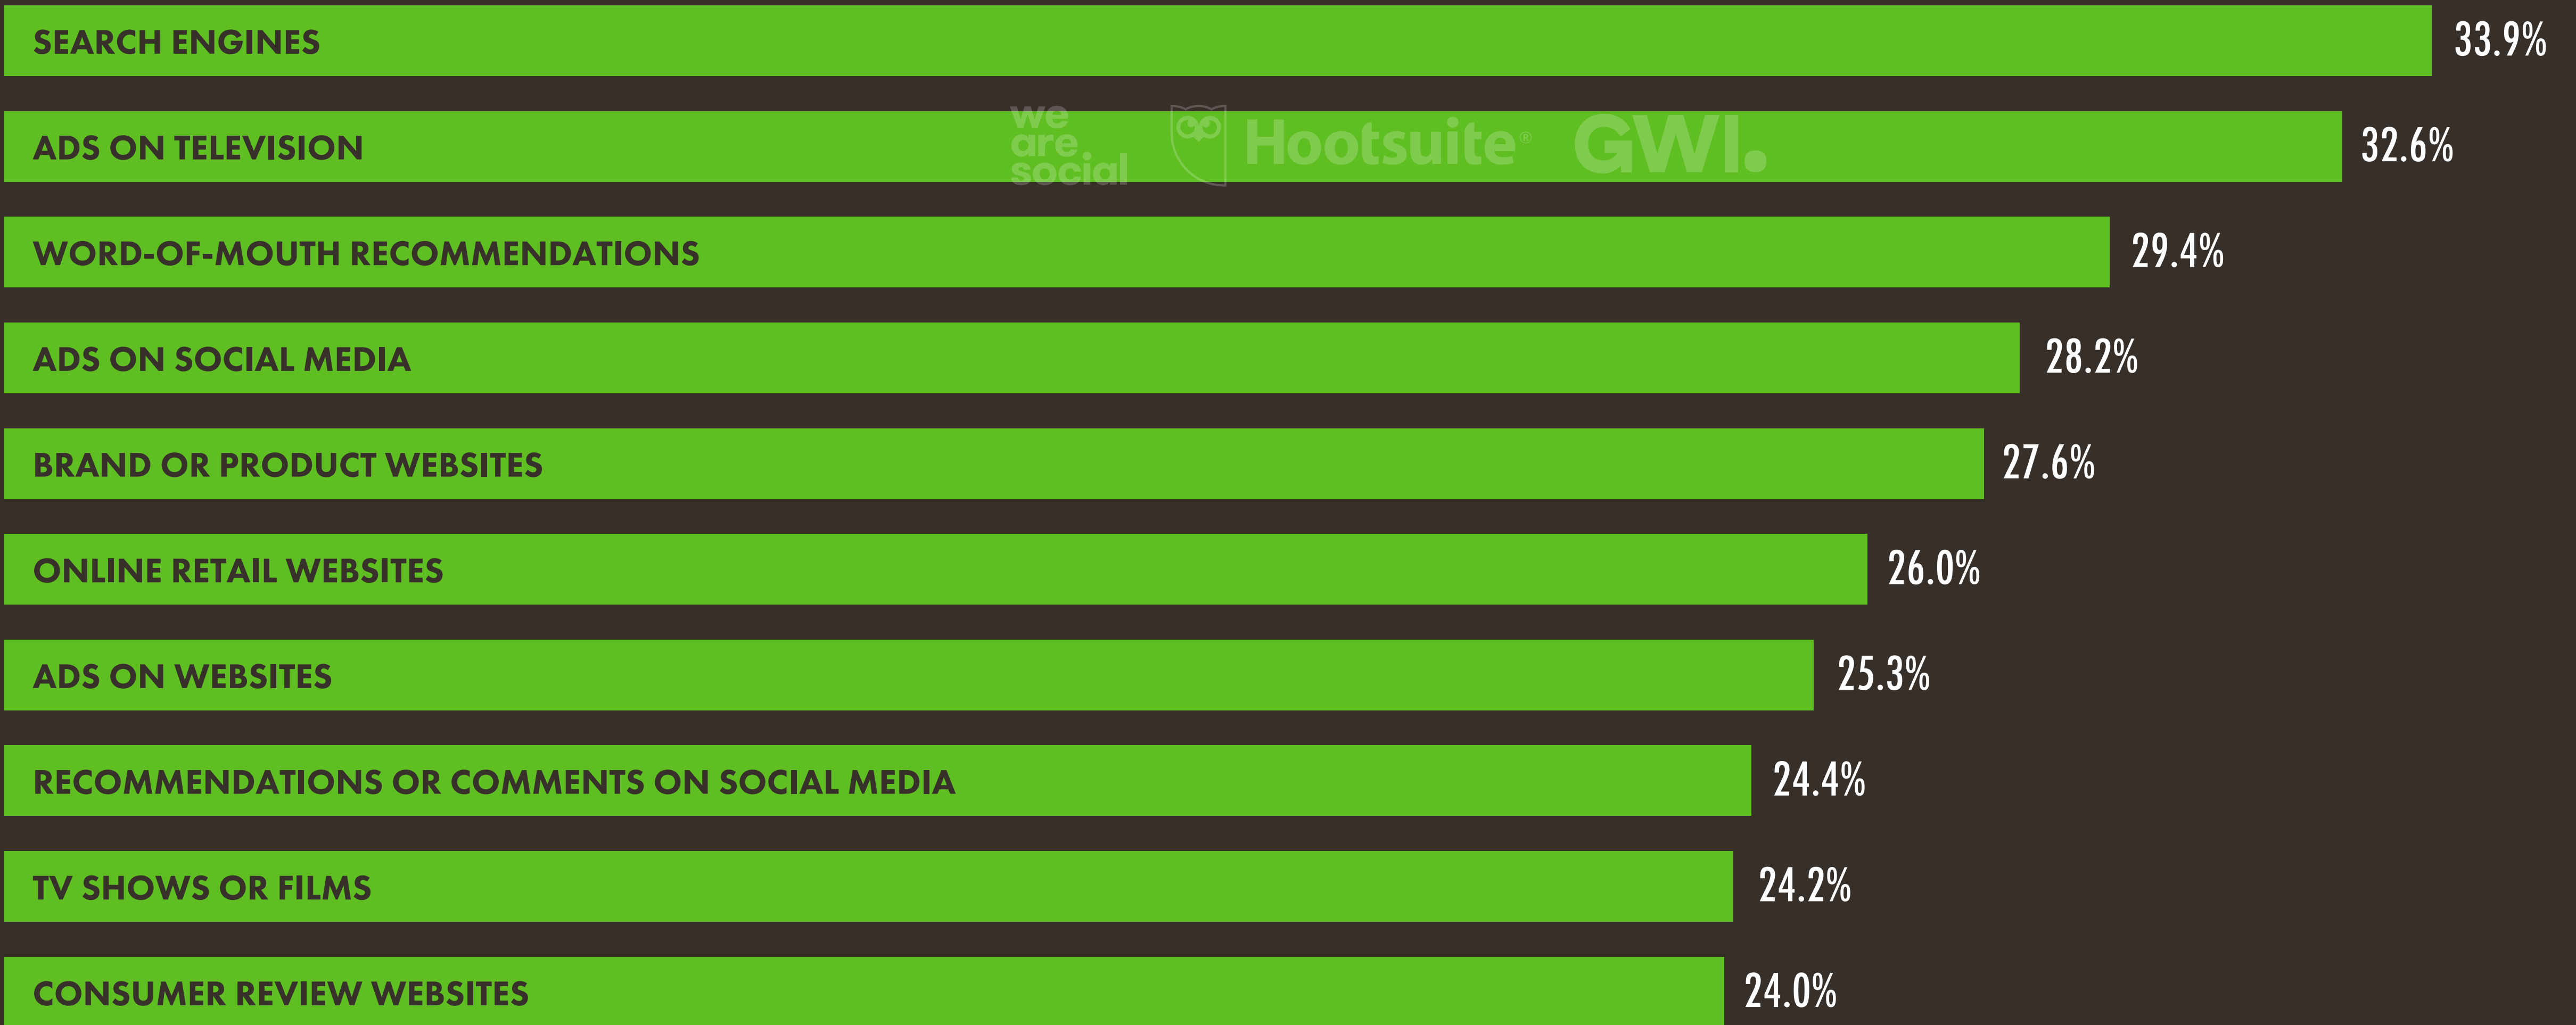 SEARCH ENGINES 33.9%
we
are
social
Hootsuite®
GWI.
ADS ON TELEVISION 32.6%
WORD-OF-MOUTH RECOMMENDATIONS 29.4%
ADS ON SOCIAL MEDIA 28.2%
BRAND OR PRODUCT WEBSITES 27.6%
ONLINE RETAIL WEBSITES 26.0%
ADS ON WEBSITES 25.3%
RECOMMENDATIONS OR COMMENTS ON SOCIAL MEDIA 24.4%
TV SHOWS OR FILMS 24.2%
CONSUMER REVIEW WEBSITES 24.0%